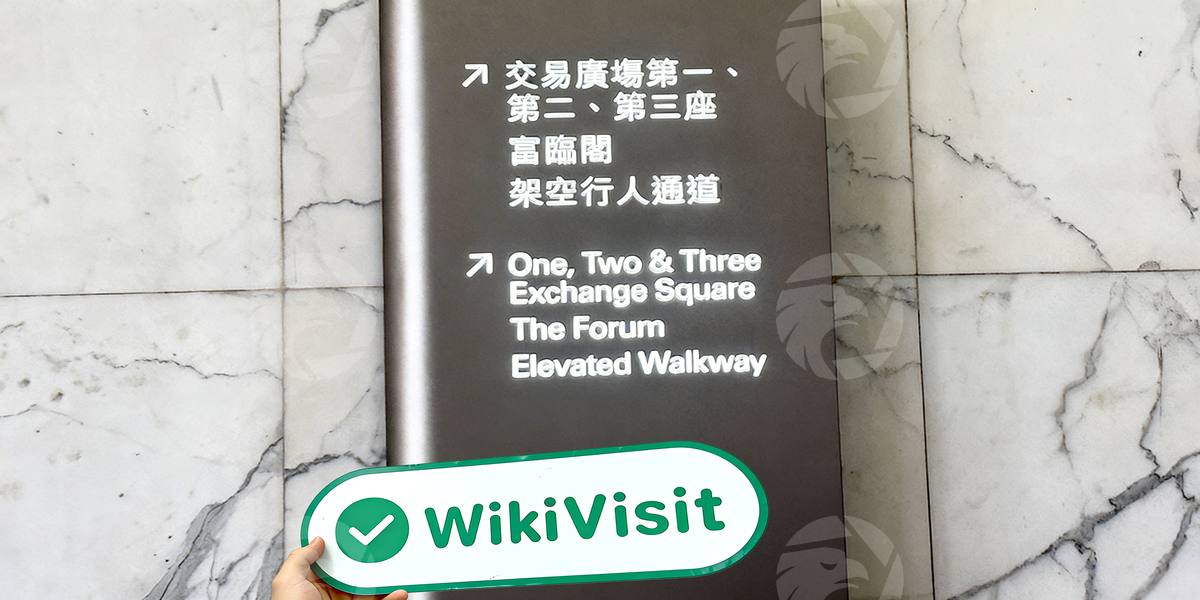 交易廣塲第一、
第二、第三座
富臨閣
架空行人通道
One, Two & Three
Exchange Square
The Forum
Elevated Walkway
WikiVisit